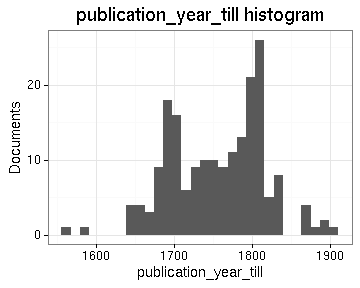 publication_year_till histogram
20
10
0
Documents
1600 1700 1800 1900
publication_year_till